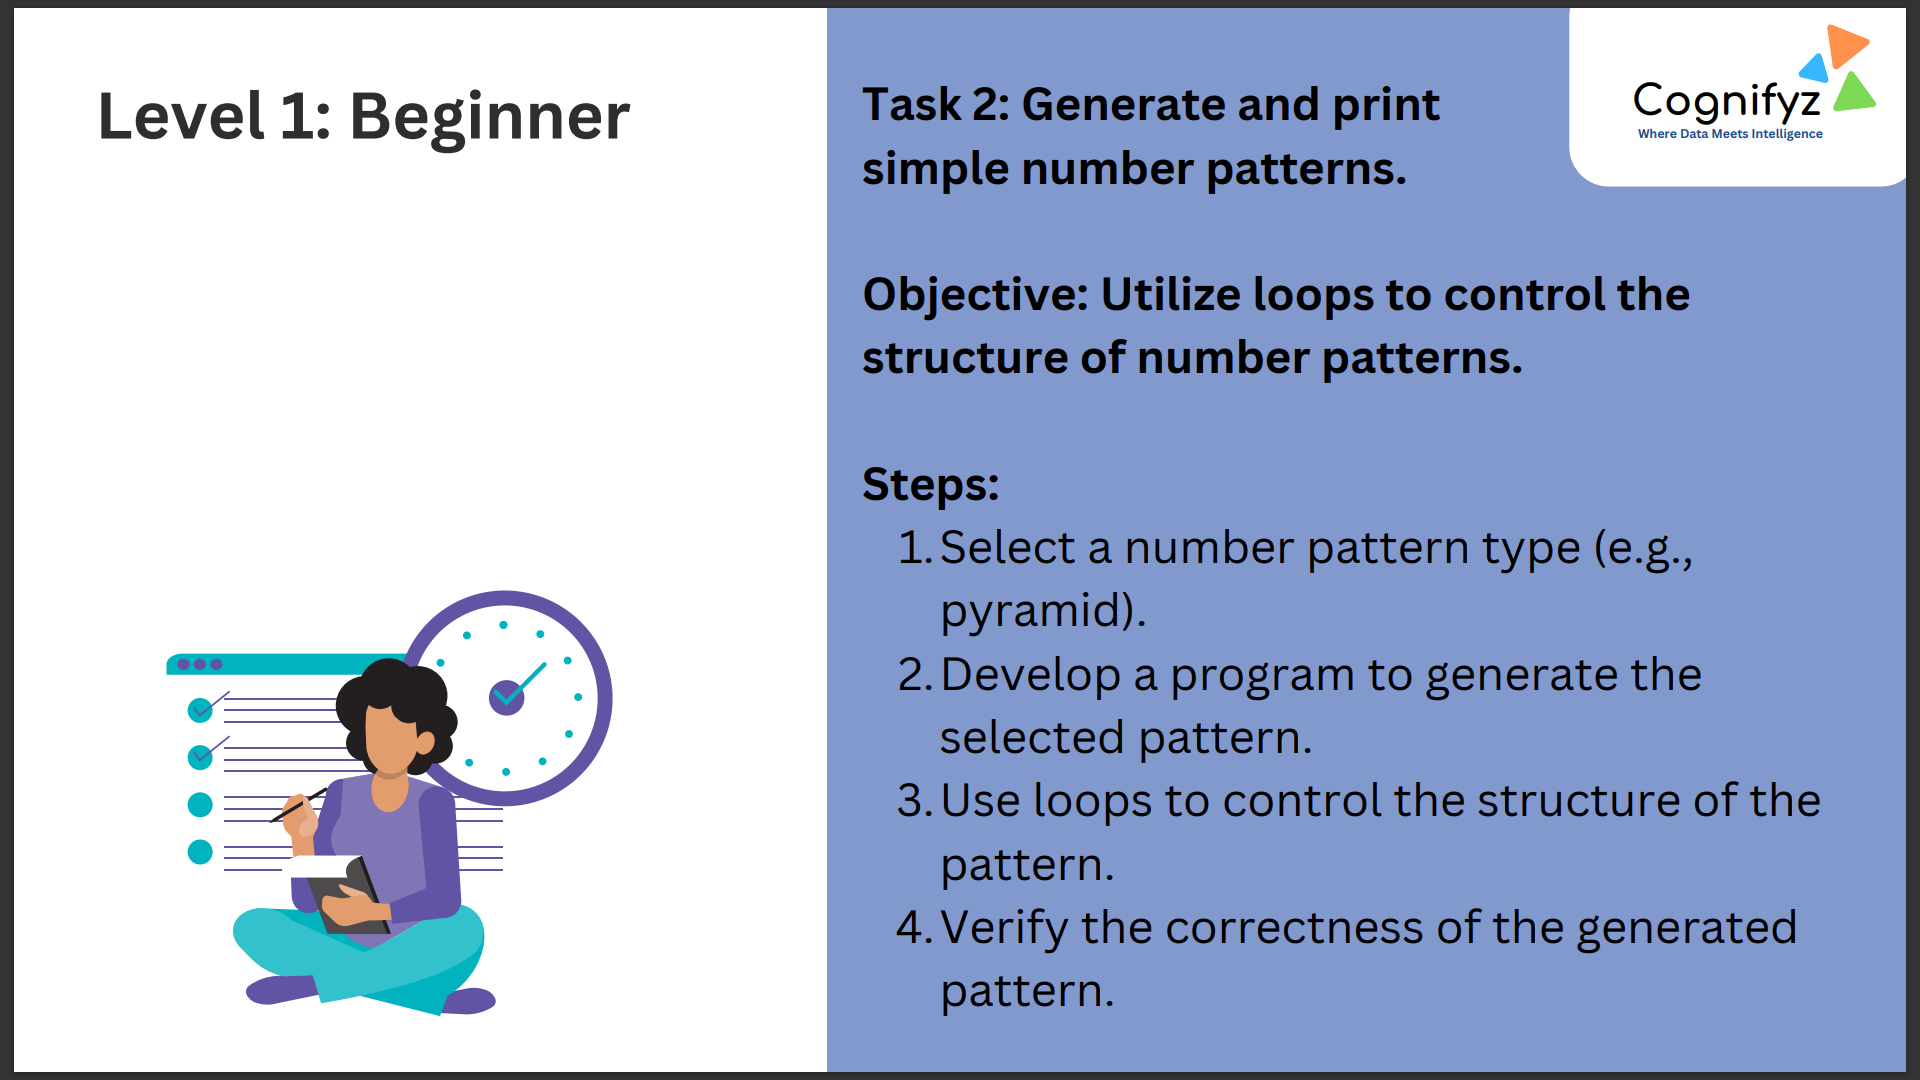 Level 1: Beginner
Task 2: Generate and print
simple number patterns.
Cognifyz
Where Data Meets Intelligence
Objective: Utilize loops to control the
structure of number patterns.
Steps:
1. Select a number pattern type (e.g.,
pyramid).
2. Develop a program to generate the
selected pattern.
3. Use loops to control the structure of the
pattern.
4. Verify the correctness of the generated
pattern.